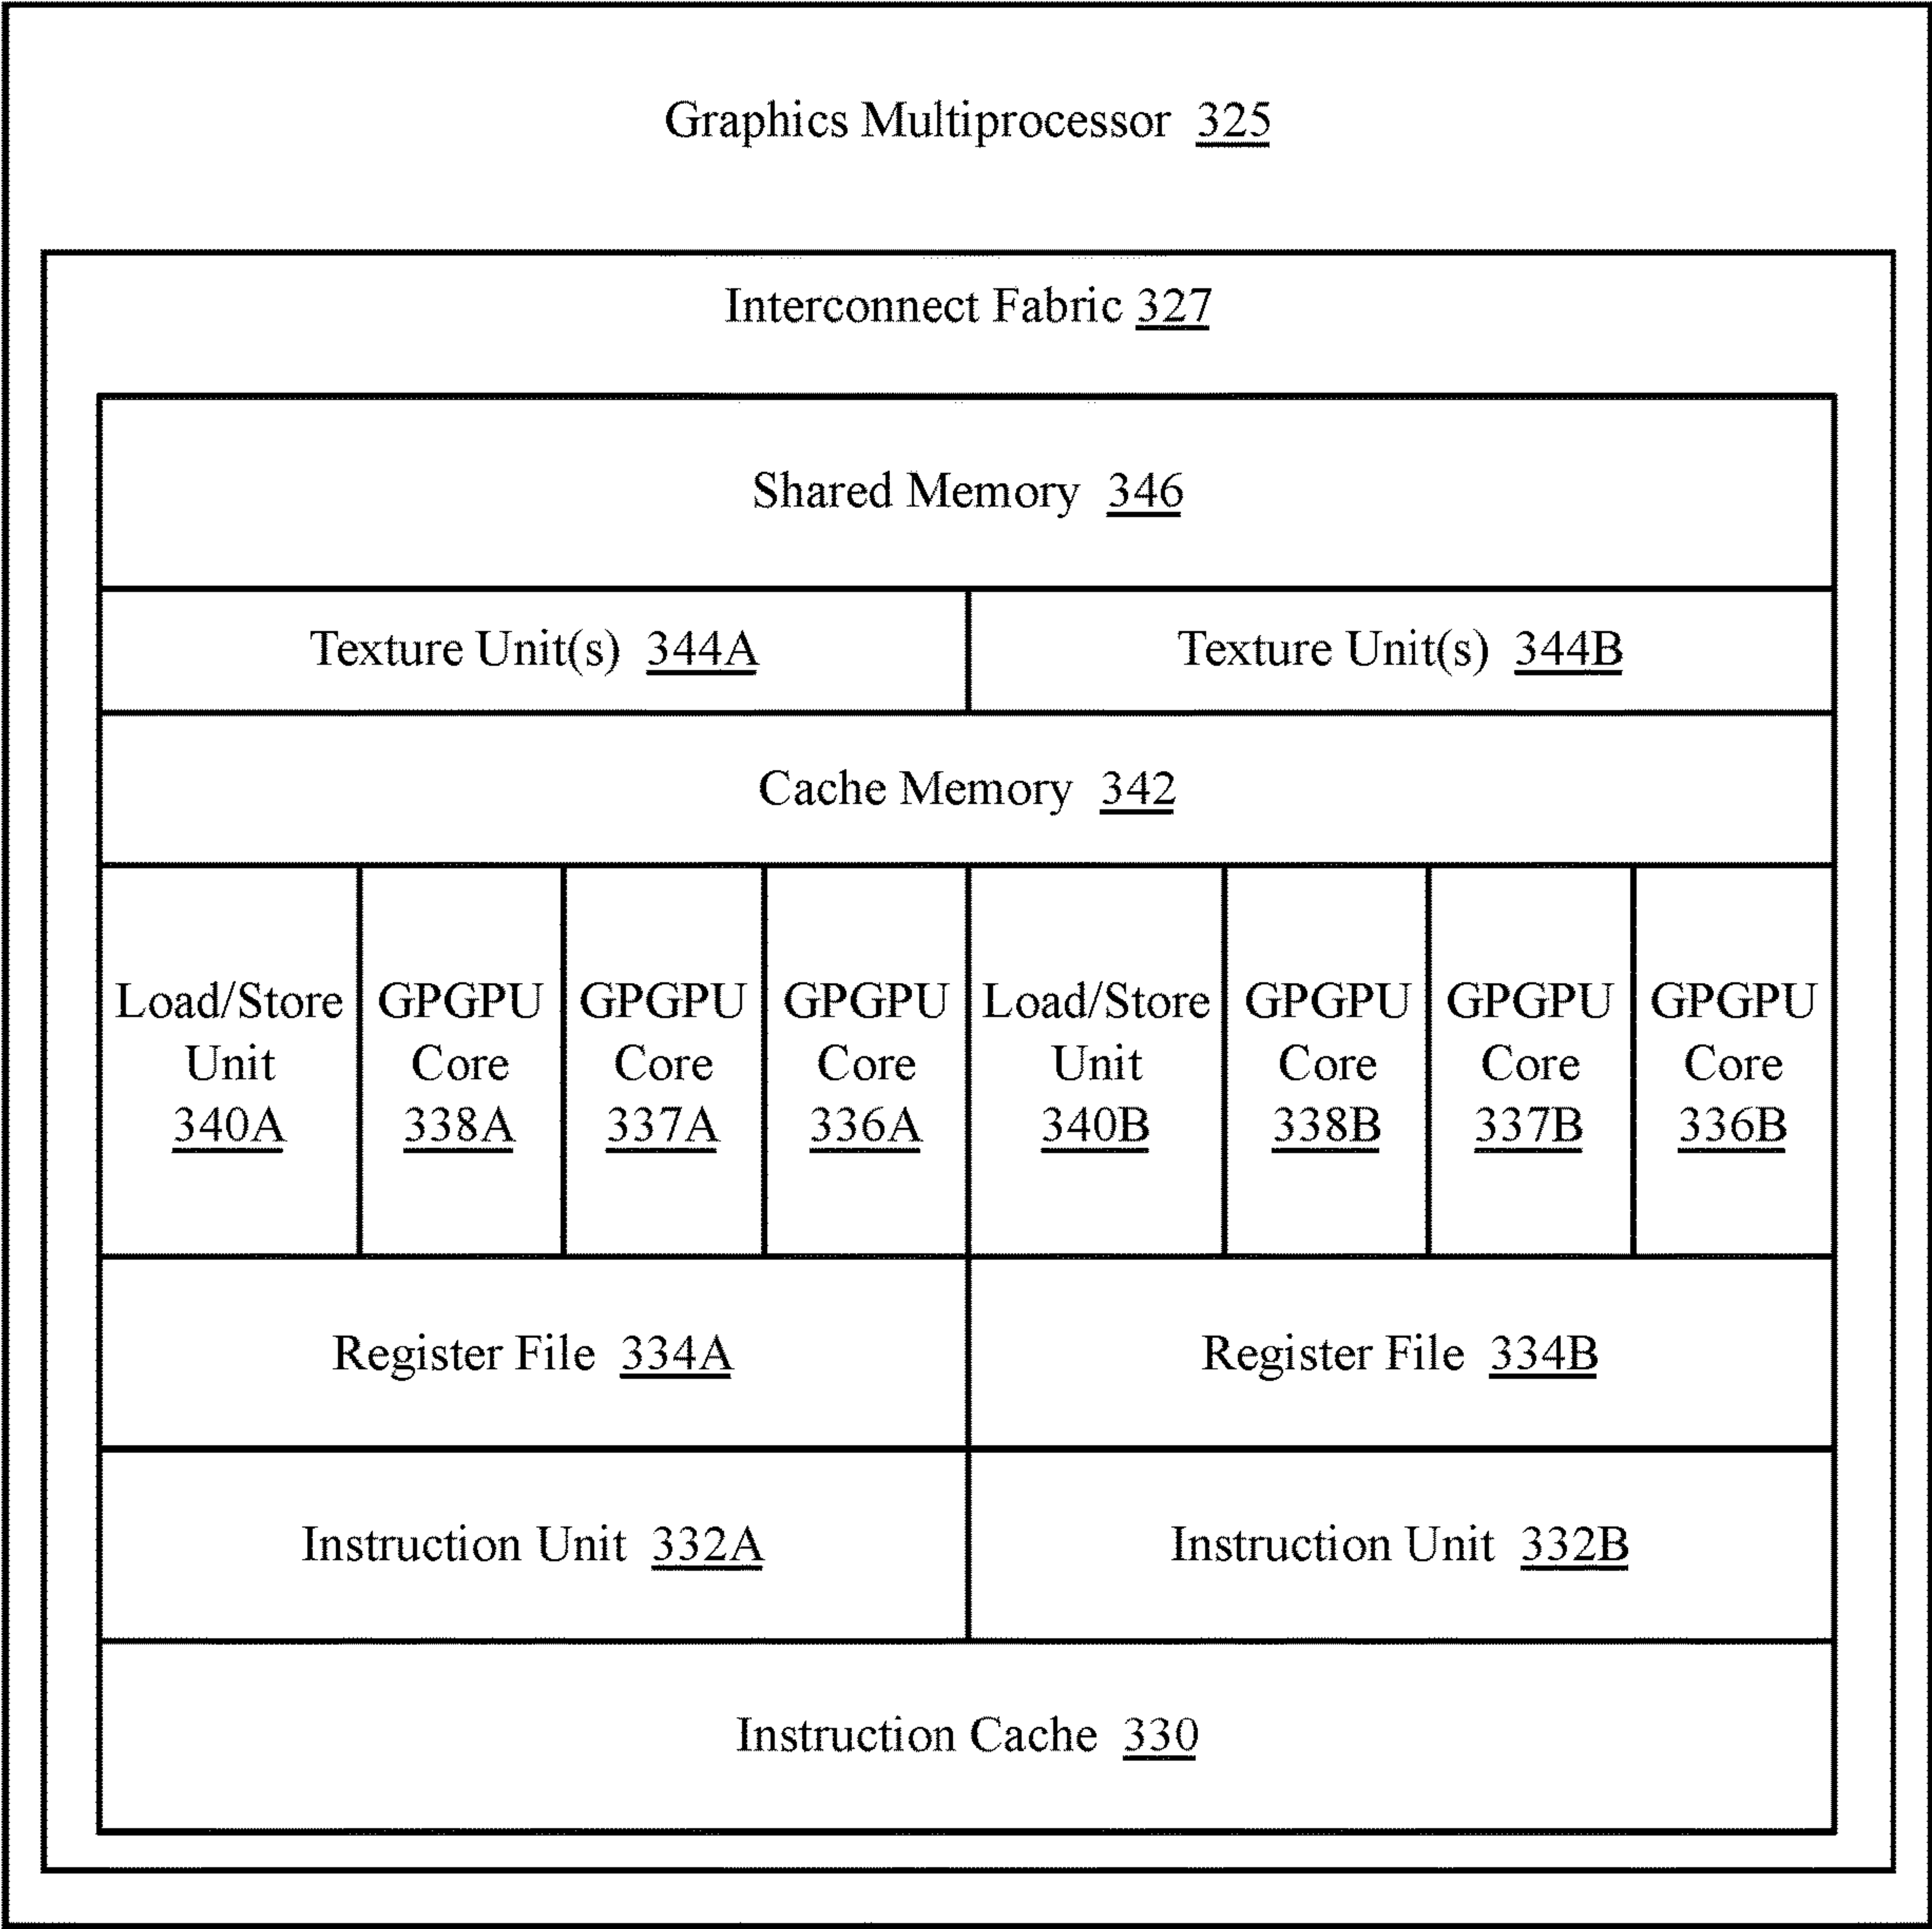 Graphics Multiprocessor 325
Interconnect Fabric 327
Shared Memory 346
Texture Unit(s) 344A
Texture Unit(s) 344B
Cache Memory 342
Load/Store
Unit
340A
GPGPU
Core
338A
GPGPU
Core
337A
GPGPU
Core
336A
Load/Store
Unit
340B
GPGPU
Core
338B
GPGPU
Core
337B
GPGPU
Core
336B
Register File 334A
Register File 334B
Instruction Unit 332A
Instruction Unit 332B
Instruction Cache 330